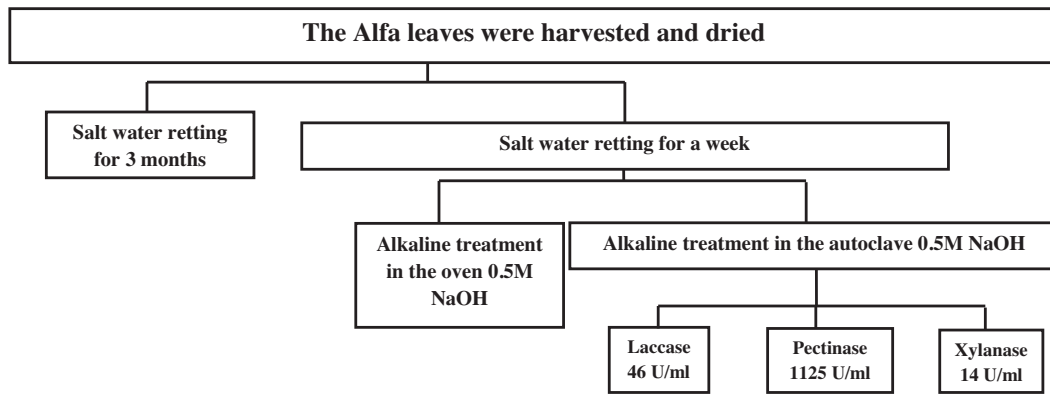 The Alfa leaves were harvested and dried
Salt water retting
for 3 months
Salt water retting for a week
Alkaline treatment
in the oven 0.5M
NaOH
Alkaline treatment in the autoclave 0.5M NaOH
Laccase
46 U/ml
Pectinase
1125 U/ml
Xylanase
14 U/ml